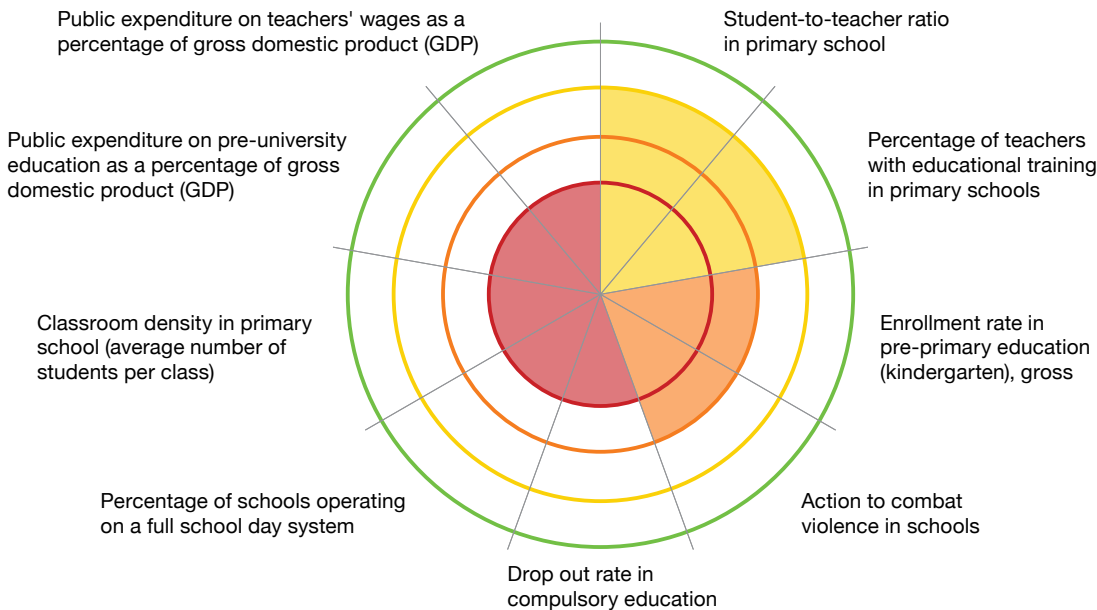 Public expenditure on teachers' wages as a
percentage of gross domestic product (GDP)
Student-to-teacher ratio
in primary school
Public expenditure on pre-university
education as a percentage of gross
domestic product (GDP)
Percentage of teachers
with educational training
in primary schools
Classroom density in primary
school (average number of
students per class)
Enrollment rate in
pre-primary education
(kindergarten), gross
Percentage of schools operating
on a full school day system
Action to combat
violence in schools
Drop out rate in
compulsory education